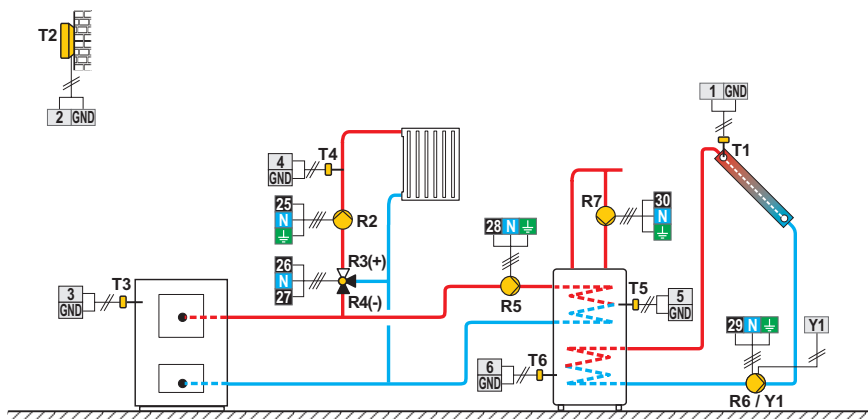 T2
2 GND
1 GND
T1
4
GND
T4
25
N
R2
28 N
R7
30
N
26
N
27
R3(+)
R4(-)
3
GND
T3
R5
T5
5
GND
6
GND
T6
29 N
Y1
R6 / Y1